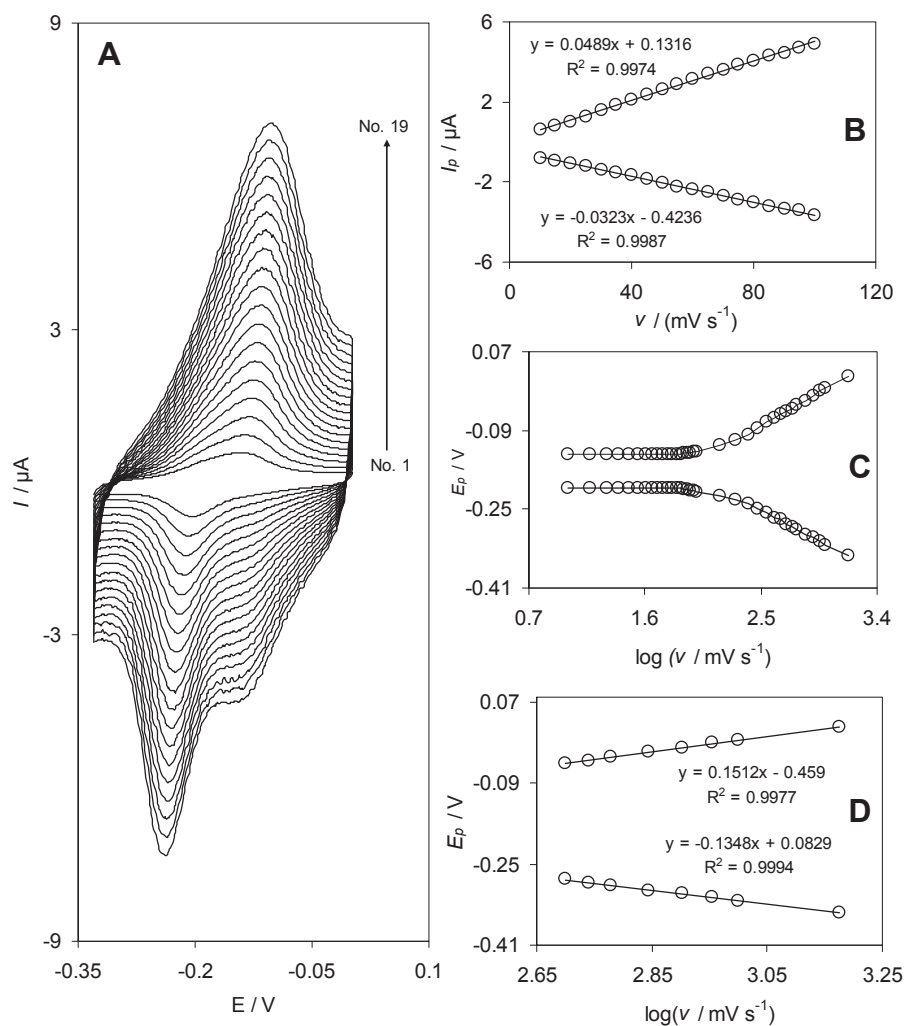 A
9
3
-3
-9
I / µA
-0.35
-0.2
-0.05
0.1
E / V
No. 19
No. 1
B
6
2
-2
-6
I_p / µA
y = 0.0489x + 0.1316
R² = 0.9974
y = -0.0323x - 0.4236
R² = 0.9987
0
40
80
120
v / (mV s⁻¹)
C
0.07
-0.09
-0.25
-0.41
E_p / V
0.7
1.6
2.5
3.4
log (v / mV s⁻¹)
D
0.07
-0.09
-0.25
-0.41
E_p / V
y = 0.1512x - 0.459
R² = 0.9977
y = -0.1348x + 0.0829
R² = 0.9994
2.65
2.85
3.05
3.25
log(v / mV s⁻¹)